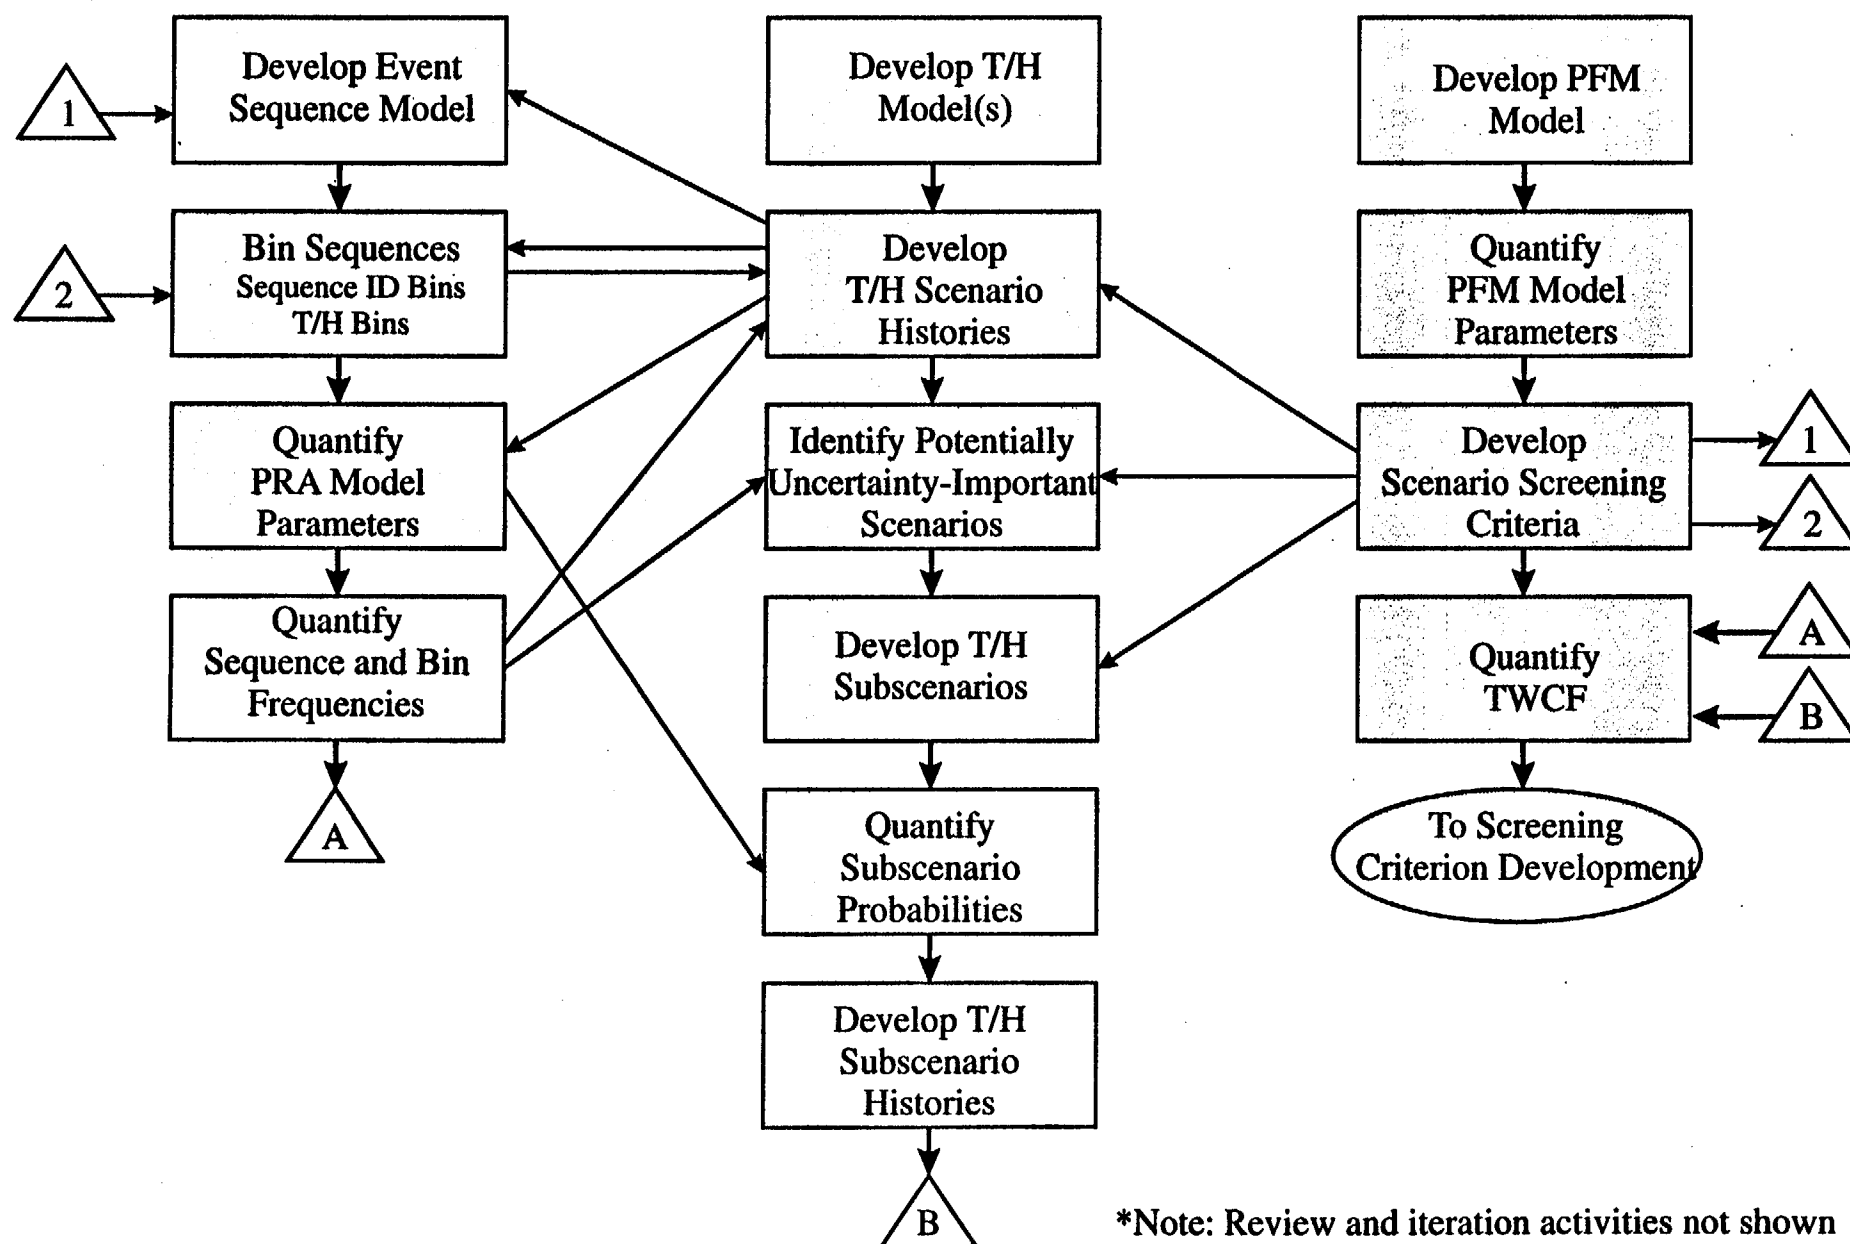 1
Develop Event
Sequence Model
2
Bin Sequences
Sequence ID Bins
T/H Bins
Quantify
PRA Model
Parameters
Quantify
Sequence and Bin
Frequencies
A
Develop T/H
Model(s)
Develop
T/H Scenario
Histories
Identify Potentially
Uncertainty-Important
Scenarios
Develop T/H
Subscenarios
Quantify
Subscenario
Probabilities
Develop T/H
Subscenario
Histories
B
Develop PFM
Model
Quantify
PFM Model
Parameters
Develop
Scenario Screening
Criteria
1
2
Quantify
TWCF
A
B
To Screening
Criterion Development
*Note: Review and iteration activities not shown